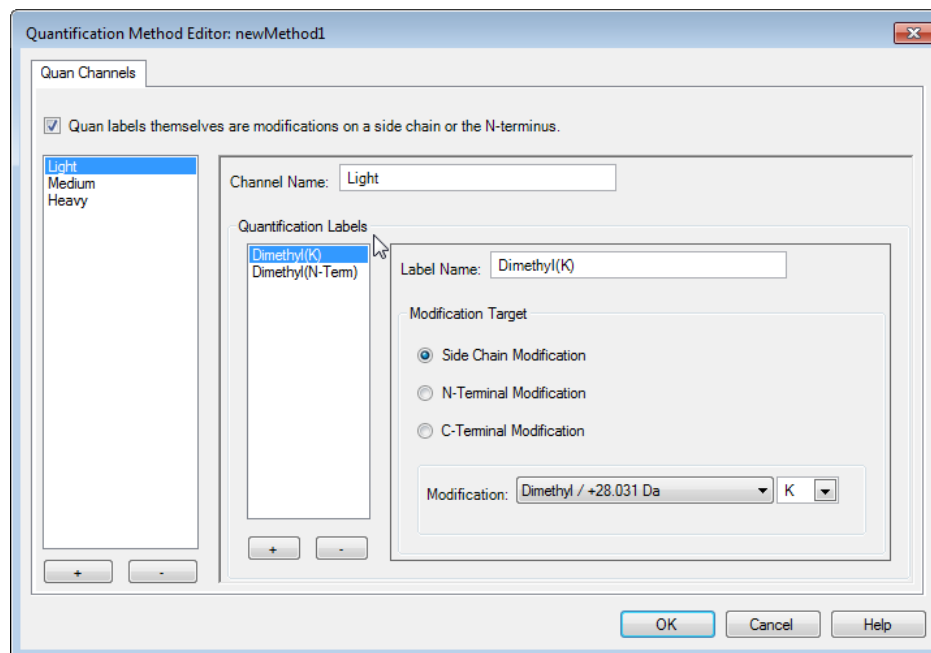 Quantification Method Editor: newMethod1
Quan Channels
Quan labels themselves are modifications on a side chain or the N-terminus.
Light
Medium
Heavy
Channel Name: Light
Quantification Labels
Dimethyl(K)
Dimethyl(N-Term)
Label Name: Dimethyl(K)
Modification Target
Side Chain Modification
N-Terminal Modification
C-Terminal Modification
Modification: Dimethyl / +28.031 Da K
+ -
+ -
OK Cancel Help